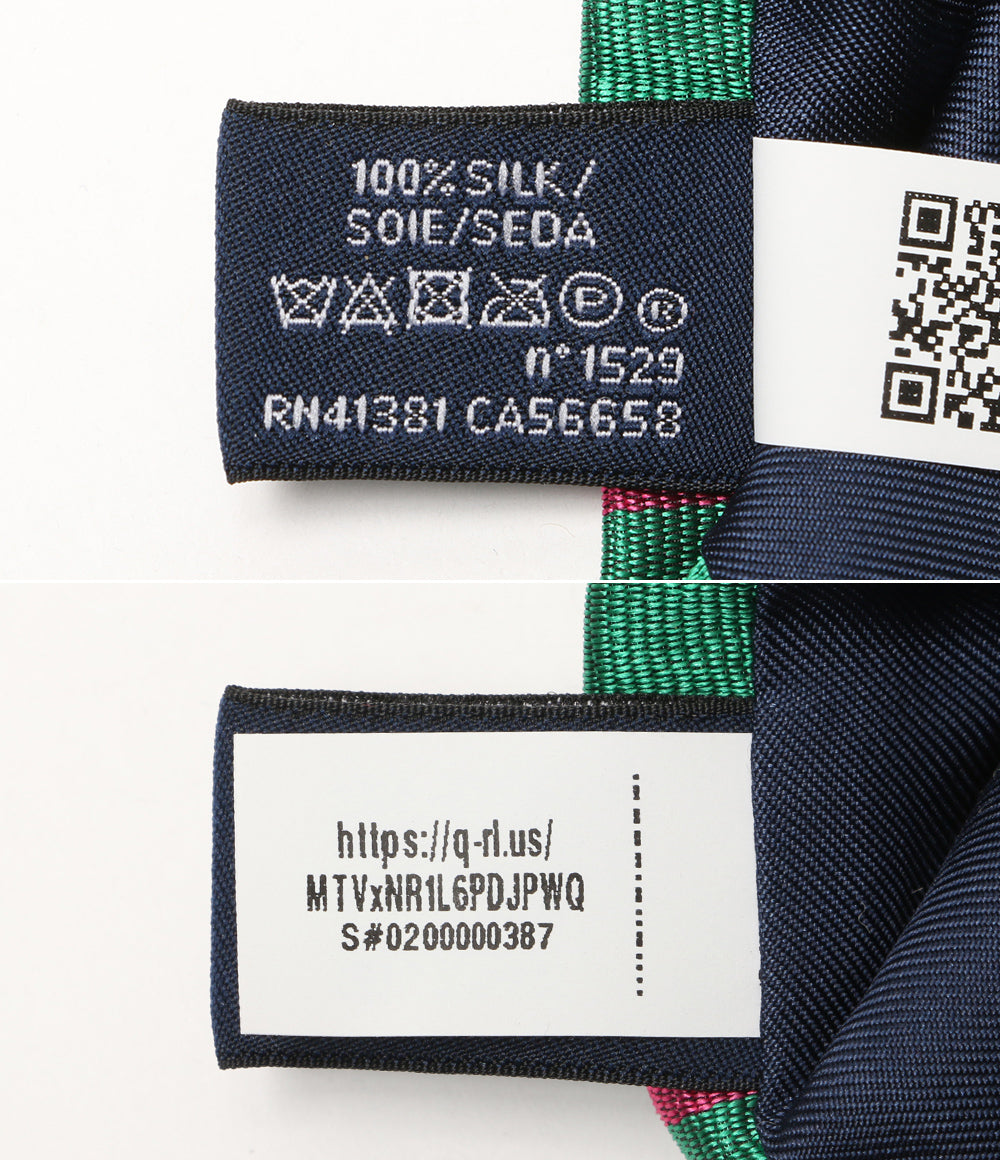 100% SILK/
SOIE/SEDA
P ®
n° 1529
RN41381 CA56658
https://q-rl.us/
MTVxNR1L6PDJPWQ
S#0200000387